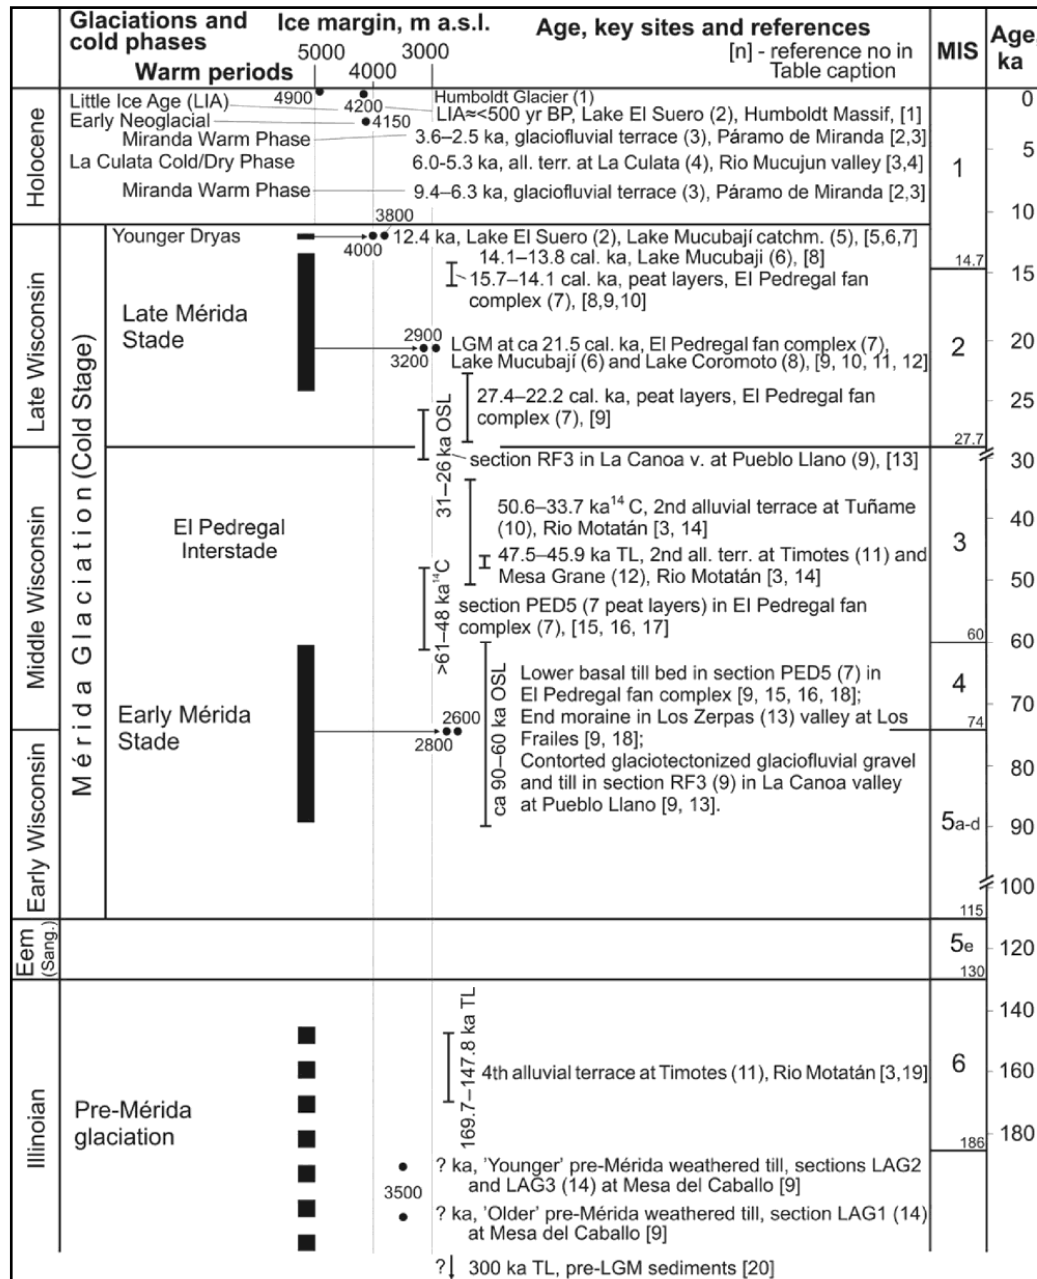 Glaciations and cold phases
Warm periods
Ice margin, m a.s.l.
5000 3000
4000
Age, key sites and references
[n] - reference no in
Table caption
MIS
Age, ka
Holocene
Little Ice Age (LIA)
Early Neoglacial
Miranda Warm Phase
La Culata Cold/Dry Phase
Miranda Warm Phase
4900
4200
4150
Humboldt Glacier (1)
LIA≈<500 yr BP, Lake El Suero (2), Humboldt Massif, [1]
3.6–2.5 ka, glaciofluvial terrace (3), Páramo de Miranda [2,3]
6.0-5.3 ka, all. terr. at La Culata (4), Rio Mucujun valley [3,4]
9.4–6.3 ka, glaciofluvial terrace (3), Páramo de Miranda [2,3]
1
0
5
10
Late Wisconsin
Mérida Glaciation (Cold Stage)
Younger Dryas
3800
4000
12.4 ka, Lake El Suero (2), Lake Mucubají catchm. (5), [5,6,7]
14.1–13.8 cal. ka, Lake Mucubaji (6), [8]
15.7–14.1 cal. ka, peat layers, El Pedregal fan
complex (7), [8,9,10]
14.7
15
Late Mérida
Stade
2900
3200
LGM at ca 21.5 cal. ka, El Pedregal fan complex (7),
Lake Mucubají (6) and Lake Coromoto (8), [9, 10, 11, 12]
2
20
27.4–22.2 cal. ka, peat layers, El Pedregal fan
complex (7), [9]
25
27.7
31–26 ka OSL
Middle Wisconsin
section RF3 in La Canoa v. at Pueblo Llano (9), [13]
30
El Pedregal
Interstade
50.6–33.7 ka14 C, 2nd alluvial terrace at Tuñame
(10), Rio Motatán [3, 14]
47.5–45.9 ka TL, 2nd all. terr. at Timotes (11) and
Mesa Grane (12), Rio Motatán [3, 14]
3
40
50
>61–48 ka14C
section PED5 (7 peat layers) in El Pedregal fan
complex (7), [15, 16, 17]
60
60
Early Mérida
Stade
2600
2800
ca 90–60 ka OSL
Lower basal till bed in section PED5 (7) in
El Pedregal fan complex [9, 15, 16, 18];
End moraine in Los Zerpas (13) valley at Los
Frailes [9, 18];
Contorted glaciotectonized glaciofluvial gravel
and till in section RF3 (9) in La Canoa valley
at Pueblo Llano [9, 13].
4
70
74
Early Wisconsin
80
5a-d
90
100
115
Eem
(Sang.)
5e
120
130
Illinoian
Pre-Mérida
glaciation
169.7–147.8 ka TL
4th alluvial terrace at Timotes (11), Rio Motatán [3,19]
6
140
160
180
186
3500
? ka, 'Younger' pre-Mérida weathered till, sections LAG2
and LAG3 (14) at Mesa del Caballo [9]
? ka, 'Older' pre-Mérida weathered till, section LAG1 (14)
at Mesa del Caballo [9]
?↓ 300 ka TL, pre-LGM sediments [20]